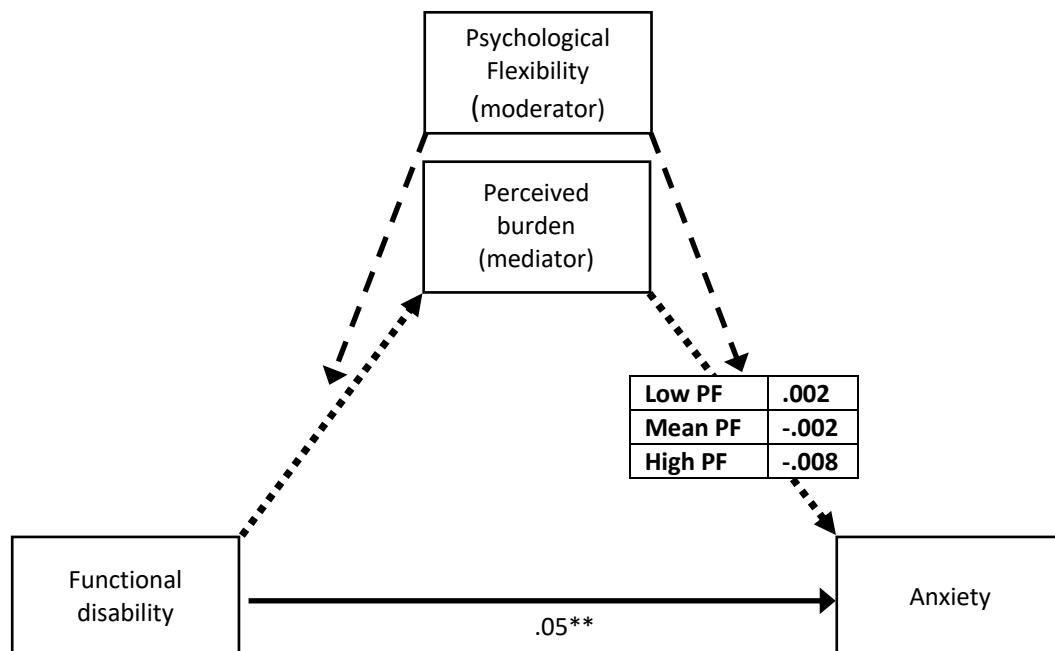 Psychological
Flexibility
(moderator)
Perceived
burden
(mediator)
Low PF .002
Mean PF -.002
High PF -.008
Functional
disability
Anxiety
.05**